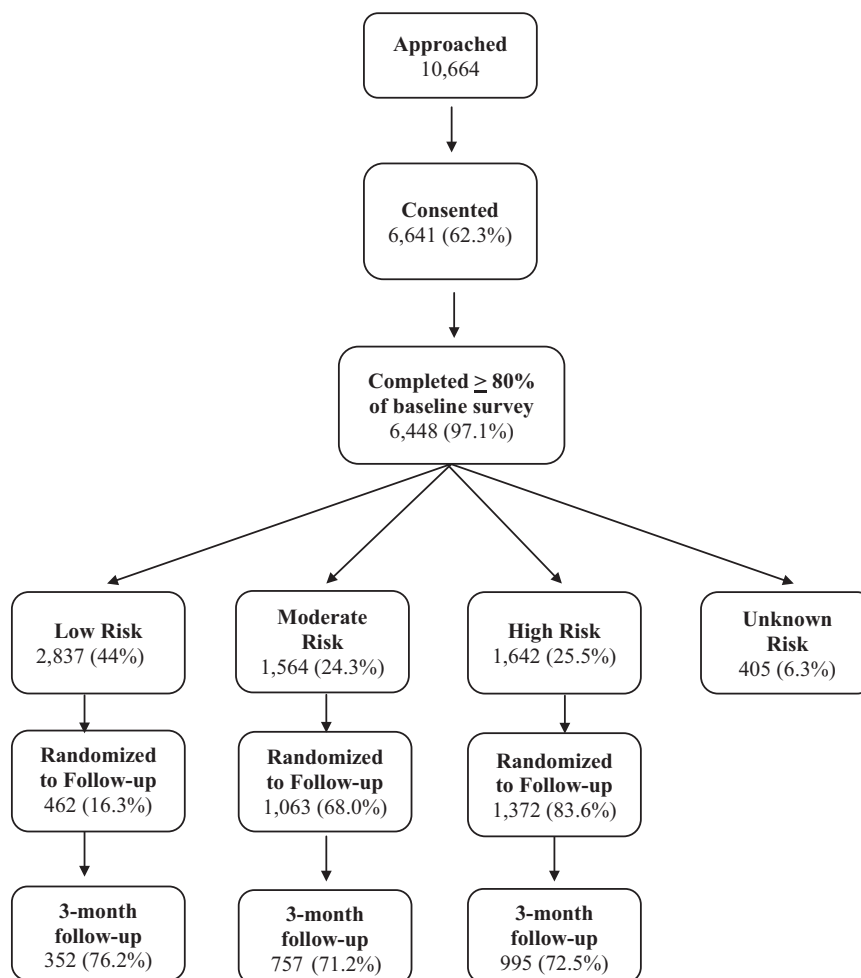 Approached
10,664
Consented
6,641 (62.3%)
Completed ≥ 80%
of baseline survey
6,448 (97.1%)
Low Risk
2,837 (44%)
Moderate
Risk
1,564 (24.3%)
High Risk
1,642 (25.5%)
Unknown
Risk
405 (6.3%)
Randomized
to Follow-up
462 (16.3%)
Randomized
to Follow-up
1,063 (68.0%)
Randomized
to Follow-up
1,372 (83.6%)
3-month
follow-up
352 (76.2%)
3-month
follow-up
757 (71.2%)
3-month
follow-up
995 (72.5%)